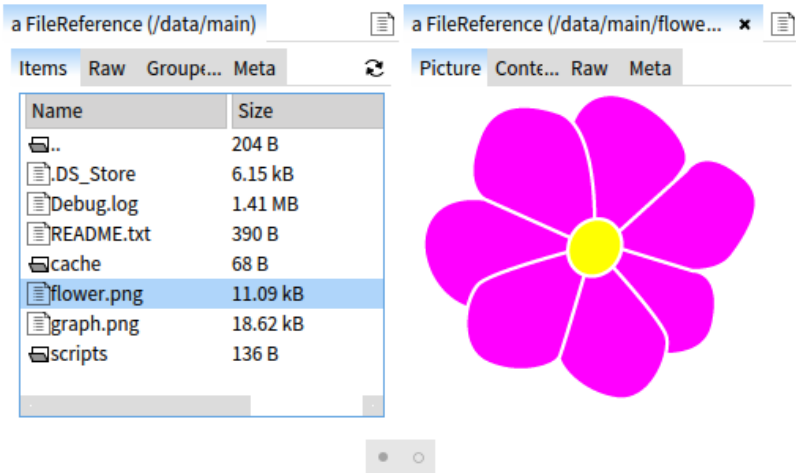 a FileReference (/data/main)
a FileReference (/data/main/flowe...
Items Raw Groupe... Meta
Picture Conte... Raw Meta
Name Size
.. 204 B
.DS_Store 6.15 kB
Debug.log 1.41 MB
README.txt 390 B
cache 68 B
flower.png 11.09 kB
graph.png 18.62 kB
scripts 136 B